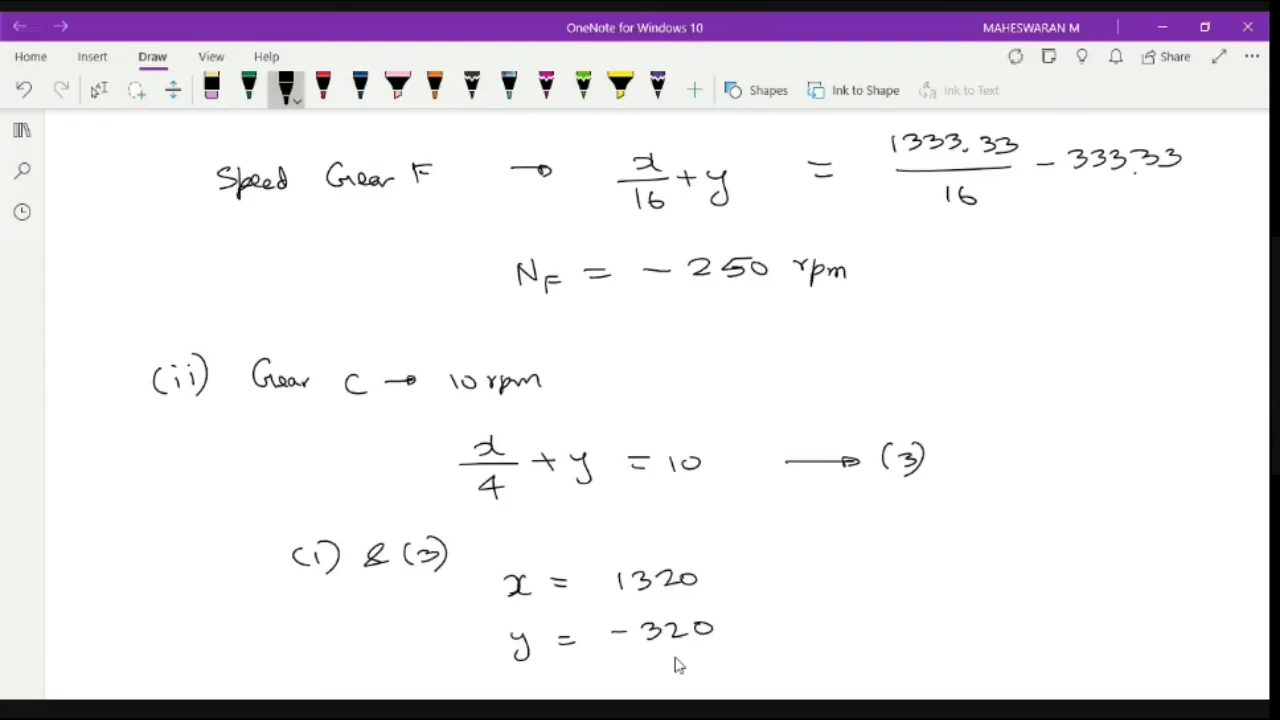 OneNote for Windows 10
MAHESWARAN M
Home Insert Draw View Help
Share
Shapes Ink to Shape Ink to Text
Speed Gear F → x/16 + y = 1333.33/16 - 333.33
N_F = - 250 rpm
(ii) Gear C → 10 rpm
x/4 + y = 10 → (3)
(1) & (3)
x = 1320
y = - 320